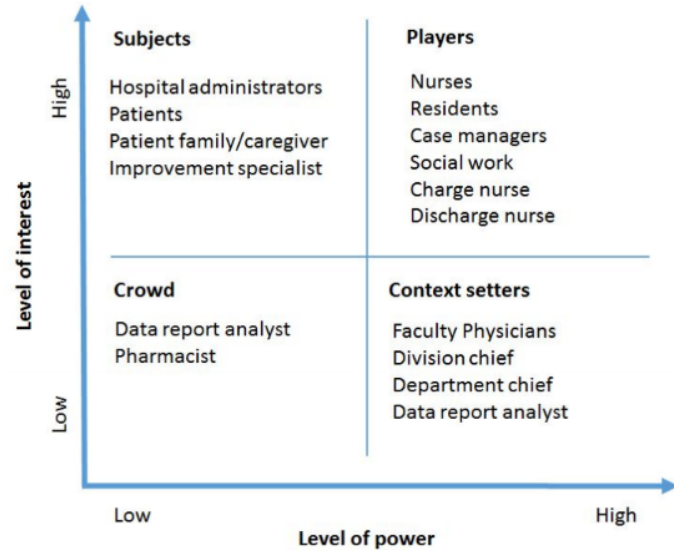 High
Level of interest
Low
Subjects
Hospital administrators
Patients
Patient family/caregiver
Improvement specialist
Players
Nurses
Residents
Case managers
Social work
Charge nurse
Discharge nurse
Crowd
Data report analyst
Pharmacist
Context setters
Faculty Physicians
Division chief
Department chief
Data report analyst
Low
High
Level of power